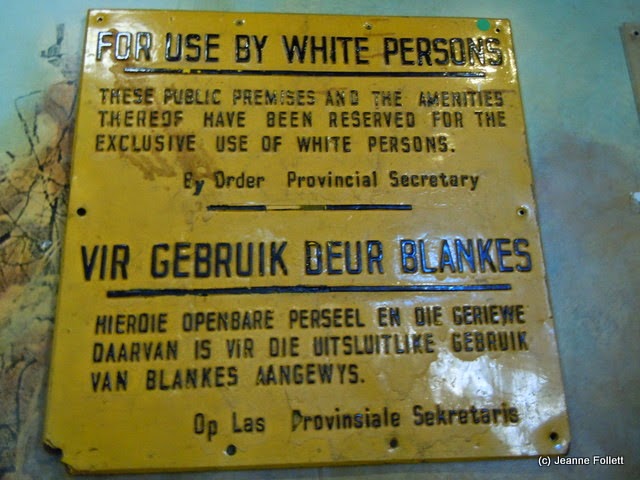 FOR USE BY WHITE PERSONS
THESE PUBLIC PREMISES AND THE AMENITIES
THEREOF HAVE BEEN RESERVED FOR THE
EXCLUSIVE USE OF WHITE PERSONS.
By Order Provincial Secretary
VIR GEBRUIK DEUR BLANKES
HIERDIE OPENBARE PERSEEL EN DIE GERIEWE
DAARVAN IS VIR DIE UITSLUITLIKE GEBRUIK
VAN BLANKES AANGEWYS.
Op Las Provinsiale Sekretaris
(c) Jeanne Follett